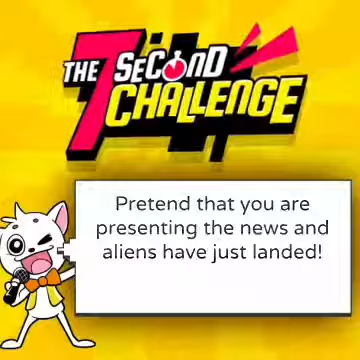 THE 7 SECOND
CHALLENGE
Pretend that you are
presenting the news and
aliens have just landed!